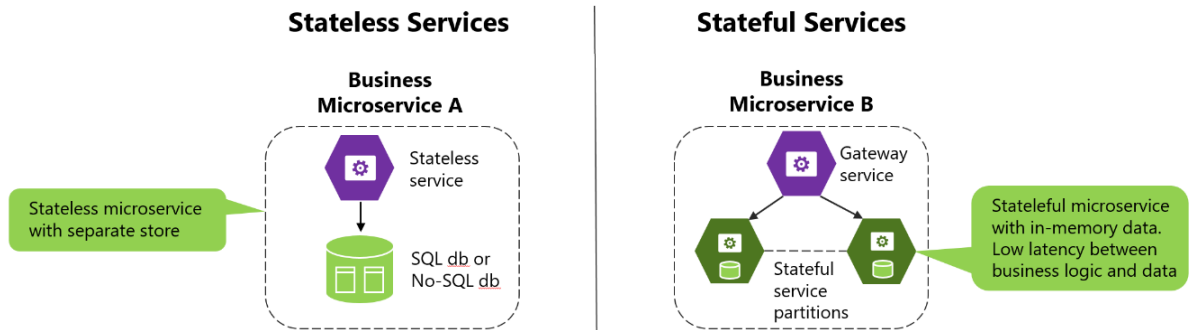 Stateless Services
Business
Microservice A
Stateless
service
Stateless microservice
with separate store
SQL db or
No-SQL db
Stateful Services
Business
Microservice B
Gateway
service
Stateful
service
partitions
Stateleful microservice
with in-memory data.
Low latency between
business logic and data